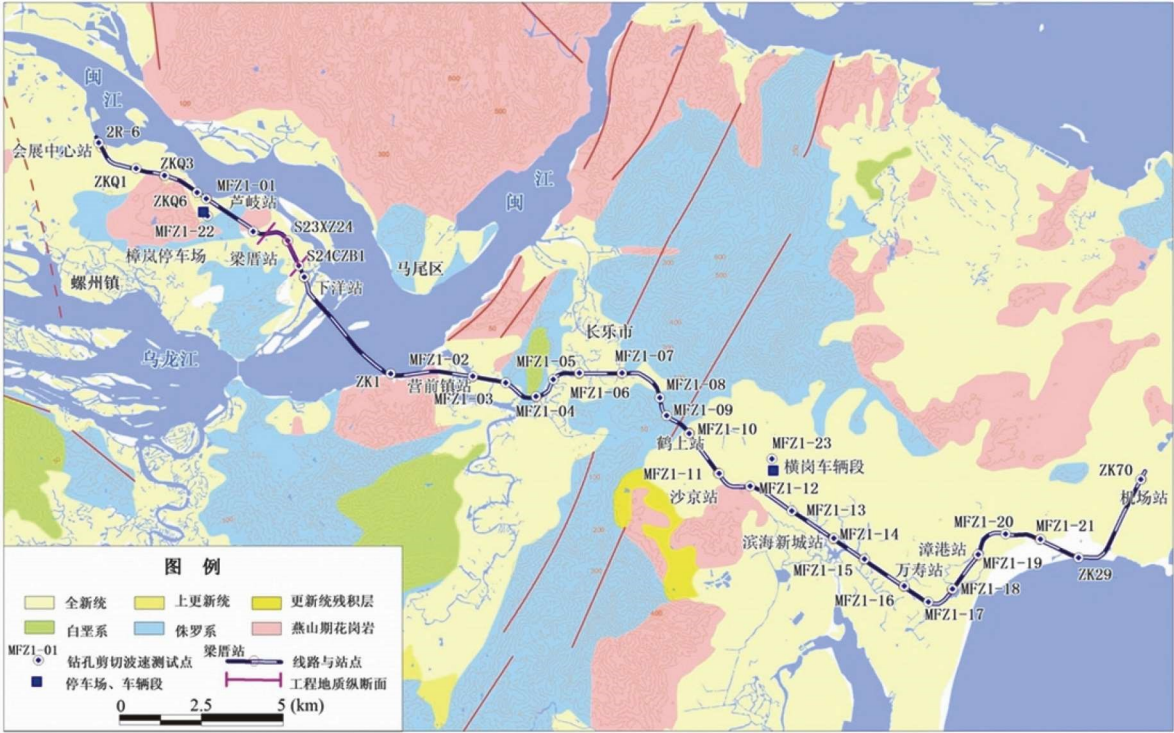 闽
江
2R-6
会展中心站
ZKQ3
ZKQ1
MFZ1-01
ZKQ6
芦岐站
MFZ1-22
S23XZ24
樟岚停车场
梁厝站
S24CZB1
下洋站
螺州镇
马尾区
闽
江
乌龙江
长乐市
ZK1
MFZ1-02
营前镇站
MFZ1-03
MFZ1-05
MFZ1-04
MFZ1-06
MFZ1-07
MFZ1-08
MFZ1-09
MFZ1-10
鹤上站
MFZ1-11
沙京站
MFZ1-23
横岗车辆段
MFZ1-12
MFZ1-13
滨海新城站
MFZ1-14
MFZ1-15
万寿站
MFZ1-16
MFZ1-17
漳港站
MFZ1-18
MFZ1-19
MFZ1-20
MFZ1-21
ZK29
ZK70
机场站
图 例
全新统
上更新统
更新统残积层
白垩系
侏罗系
燕山期花岗岩
MFZ1-01
钻孔剪切波速测试点
梁厝站
线路与站点
停车场、车辆段
工程地质纵断面
0 2.5 5 (km)